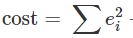 cost = ∑ e_i^2 -